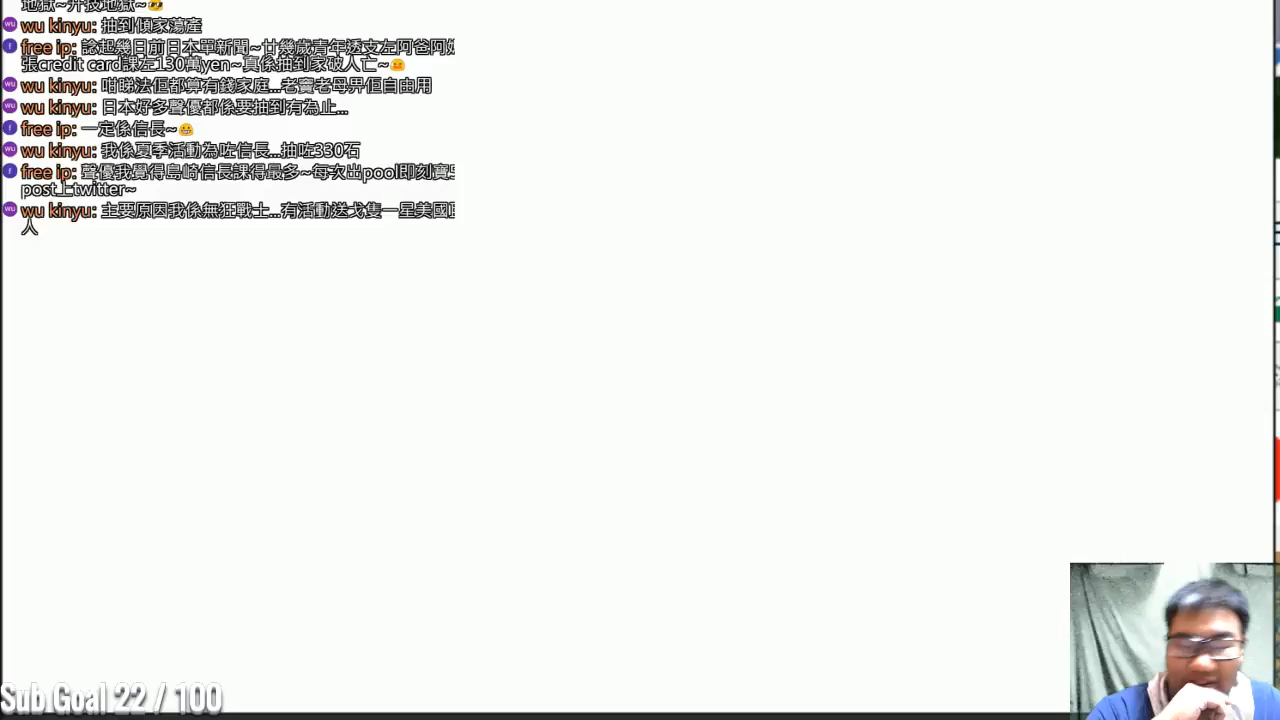 地獄~升技地獄~
wu kinyu: 抽到傾家蕩產
free ip: 諗起幾日前日本單新聞~廿幾歲青年透支左阿爸阿
張credit card課左130萬yen~真係抽到家破人亡~
wu kinyu: 咁睇法佢都算有錢家庭...老竇老母畀佢自由用
wu kinyu: 日本好多聲優都係要抽到有為止...
free ip: 一定係信長~
wu kinyu: 我係夏季活動為咗信長...抽咗330石
free ip: 聲優我覺得島崎信長課得最多~每次出pool即刻寶
post上twitter~
wu kinyu: 主要原因我係無狂戰士...有活動送戈隻一星美國
人
Sub Goal 22 / 100